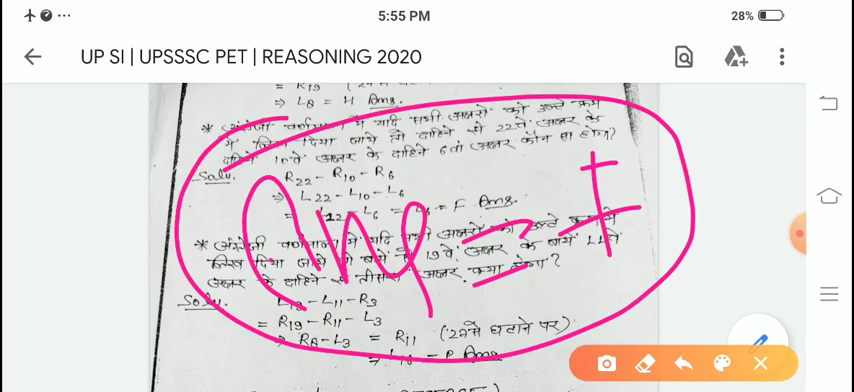 5:55 PM
28%
UP SI | UPSSSC PET | REASONING 2020
= R19
⇒ L8 = H Ans.
* अंग्रेजी वर्णमाला में यदि सभी अक्षरों को उल्टे क्रम
में लिख दिया जाये तो दाहिने से 22वें अक्षर के
दाहिने 10वें अक्षर के दाहिने 6वां अक्षर कौन सा होगा?
Solu. R22 - R10 - R6
⇒ L22 - L10 - L6
= L12 - L6 = = F Ans.
* अंग्रेजी वर्णमाला में यदि सभी अक्षरों को उल्टे क्रम में
लिख दिया जाये तो बायें से 19वें अक्षर के बायें 11वें
अक्षर के दाहिने से तीसरा अक्षर क्या होगा?
Solu. L19 - L11 - R3
= R19 - R11 - L3
⇒ R8 - L3 = R11 (27 से घटाने पर)
⇒ L16 = P Ans